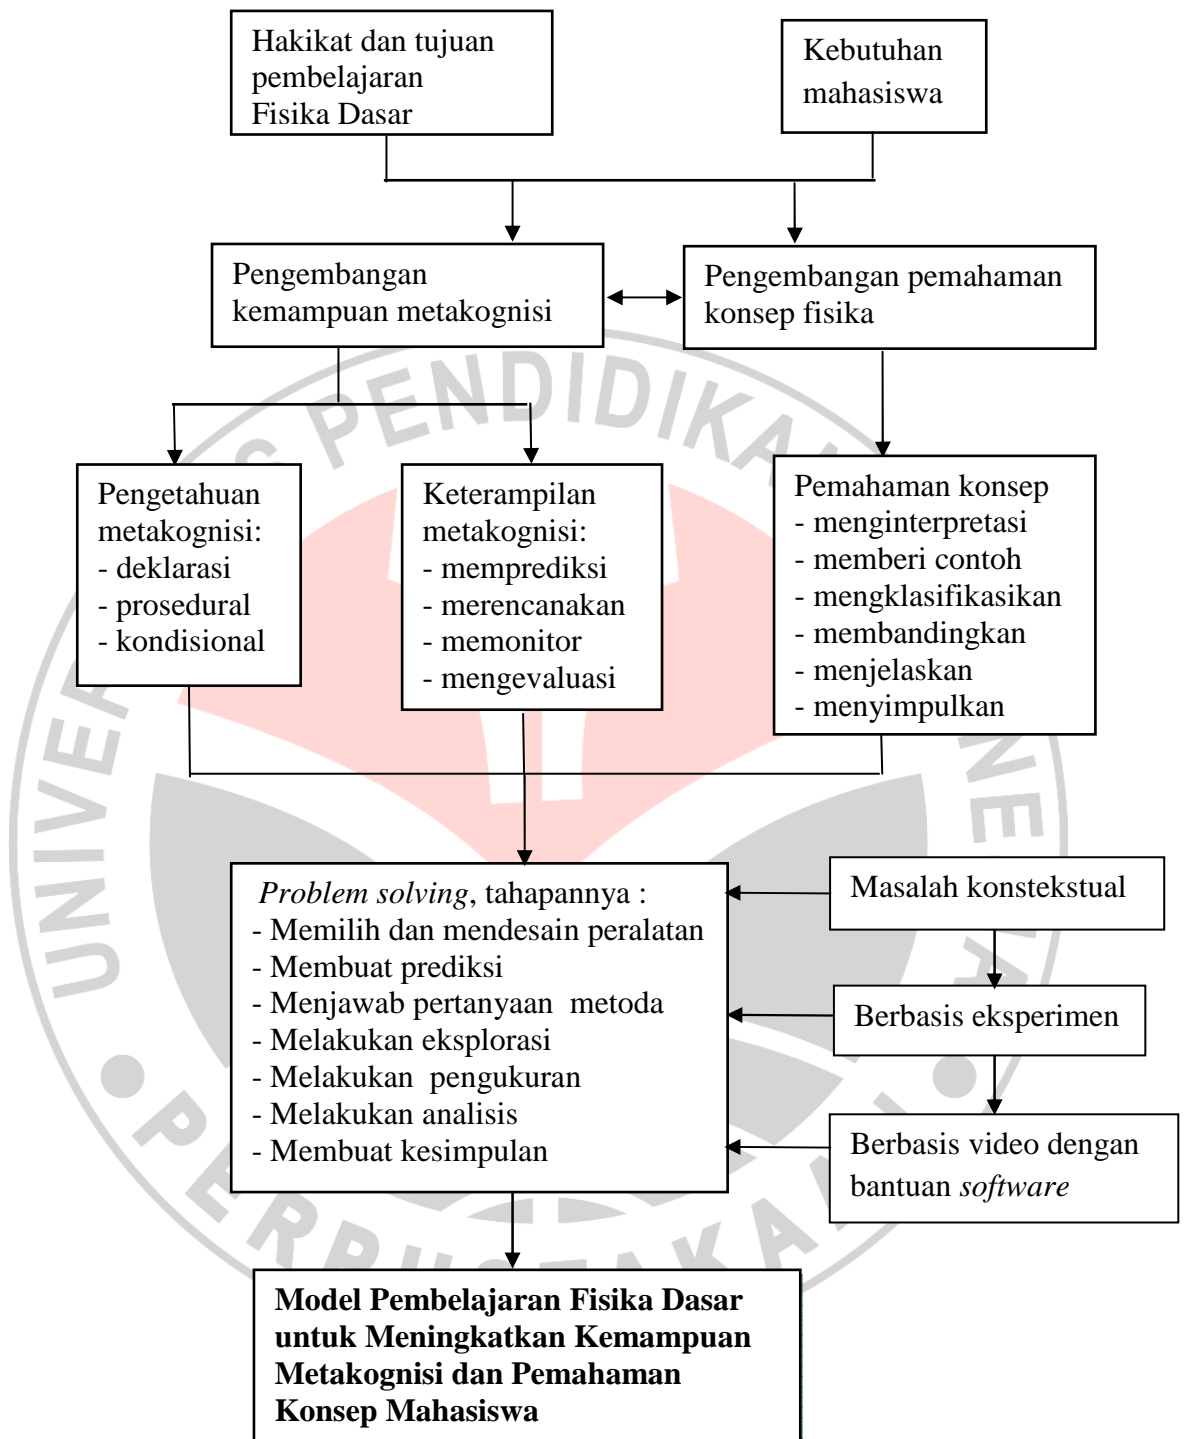 Hakikat dan tujuan
pembelajaran
Fisika Dasar
Kebutuhan
mahasiswa
Pengembangan
kemampuan metakognisi
Pengembangan pemahaman
konsep fisika
Pengetahuan
metakognisi:
- deklarasi
- prosedural
- kondisional
Keterampilan
metakognisi:
- memprediksi
- merencanakan
- memonitor
- mengevaluasi
Pemahaman konsep
- menginterpretasi
- memberi contoh
- mengklasifikasikan
- membandingkan
- menjelaskan
- menyimpulkan
Problem solving, tahapannya :
- Memilih dan mendesain peralatan
- Membuat prediksi
- Menjawab pertanyaan metoda
- Melakukan eksplorasi
- Melakukan pengukuran
- Melakukan analisis
- Membuat kesimpulan
Masalah konstekstual
Berbasis eksperimen
Berbasis video dengan
bantuan software
Model Pembelajaran Fisika Dasar
untuk Meningkatkan Kemampuan
Metakognisi dan Pemahaman
Konsep Mahasiswa